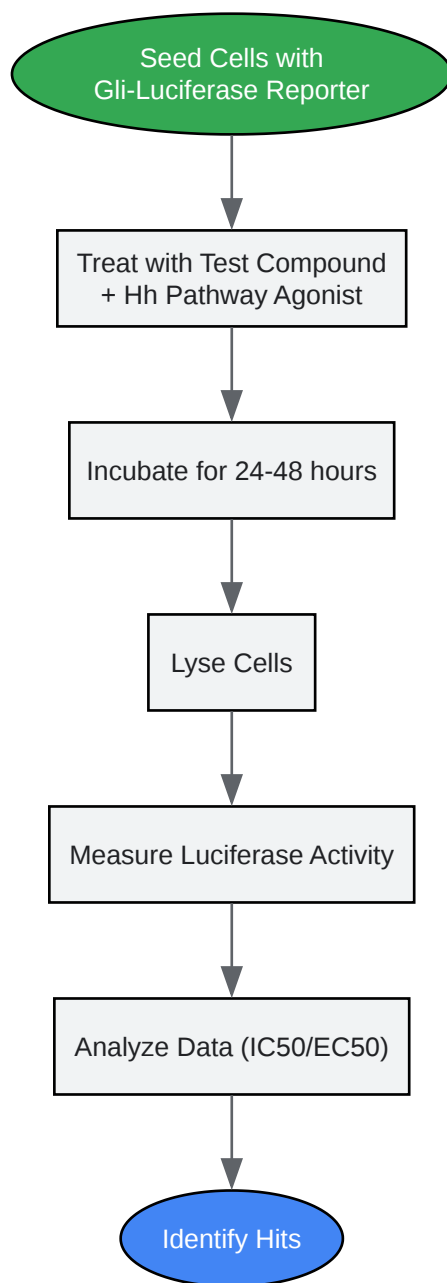 Seed Cells with
Gli-Luciferase Reporter
Treat with Test Compound
+ Hh Pathway Agonist
Incubate for 24-48 hours
Lyse Cells
Measure Luciferase Activity
Analyze Data (IC50/EC50)
Identify Hits